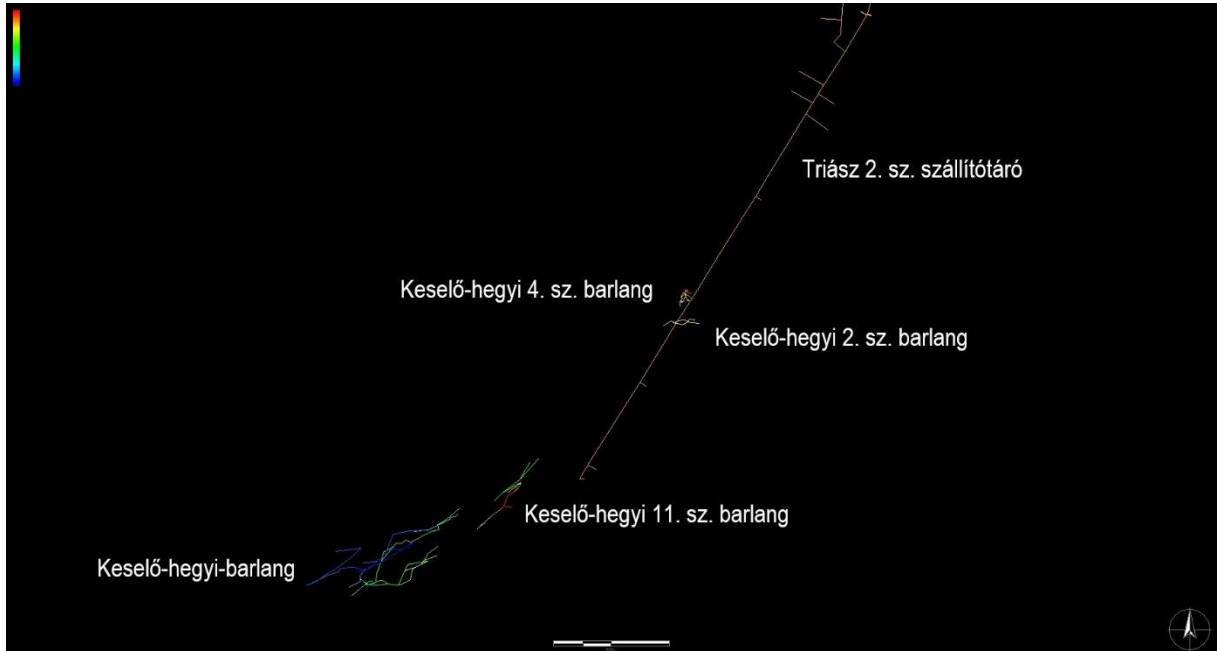 Triász 2. sz. szállítótáró
Keselő-hegyi 4. sz. barlang
Keselő-hegyi 2. sz. barlang
Keselő-hegyi 11. sz. barlang
Keselő-hegyi-barlang